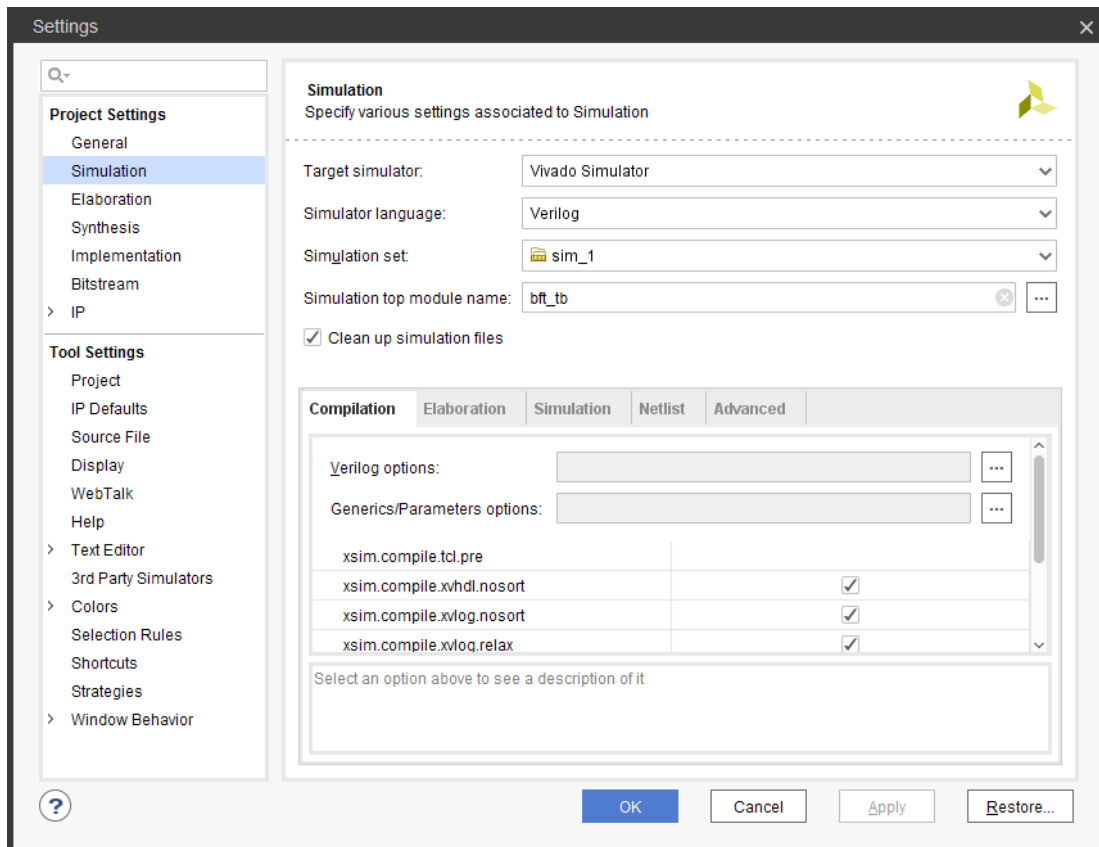 Settings
Project Settings
General
Simulation
Elaboration
Synthesis
Implementation
Bitstream
IP
Tool Settings
Project
IP Defaults
Source File
Display
WebTalk
Help
Text Editor
3rd Party Simulators
Colors
Selection Rules
Shortcuts
Strategies
Window Behavior
Simulation
Specify various settings associated to Simulation
Target simulator: Vivado Simulator
Simulator language: Verilog
Simulation set: sim_1
Simulation top module name: bft_tb ...
Clean up simulation files
Compilation Elaboration Simulation Netlist Advanced
Verilog options: ...
Generics/Parameters options: ...
xsim.compile.tcl.pre
xsim.compile.xvhdl.nosort
xsim.compile.xvlog.nosort
xsim.compile.xvlog.relax
Select an option above to see a description of it
? OK Cancel Apply Restore...